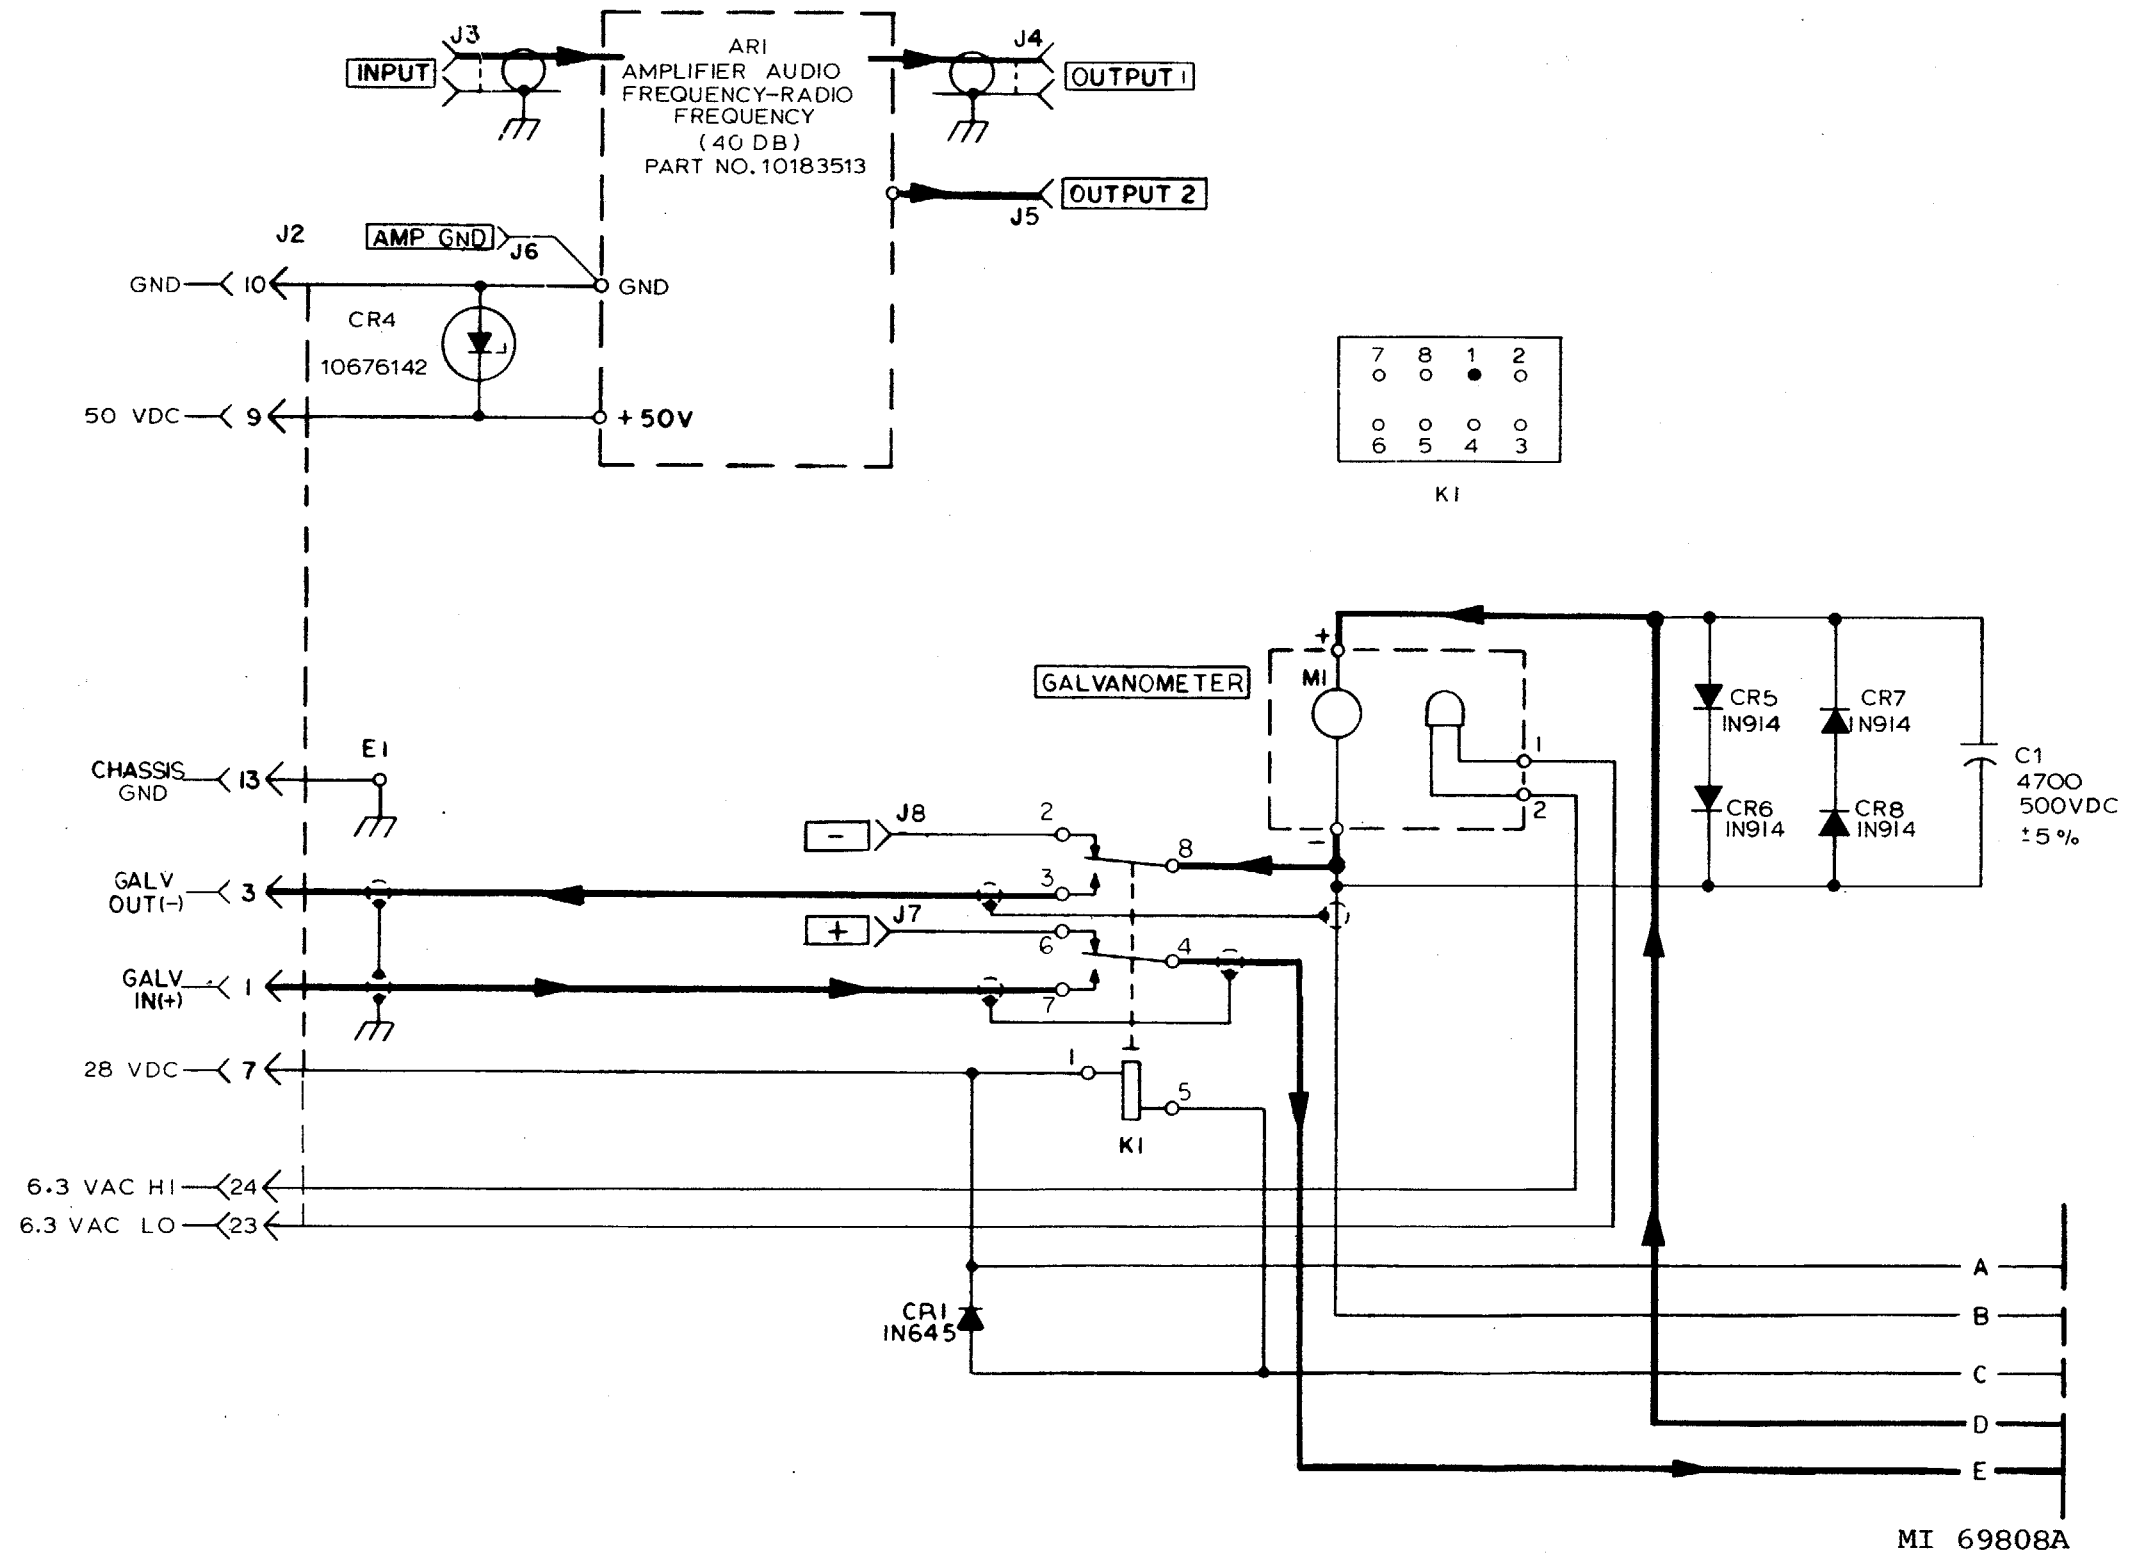 J3
INPUT
AR1
AMPLIFIER AUDIO
FREQUENCY-RADIO
FREQUENCY
(40 DB)
PART NO. 10183513
J4
OUTPUT 1
OUTPUT 2
J5
J2
AMP GND
J6
GND
10
GND
CR4
10676142
50 VDC
9
+50V
7 8 1 2
6 5 4 3
K1
GALVANOMETER
+
M1
-
1
2
CR5
IN914
CR7
IN914
CR6
IN914
CR8
IN914
C1
4700
500VDC
±5%
CHASSIS
GND
13
E1
-
J8
2
8
3
GALV
OUT(-)
3
+
J7
6
4
7
GALV
IN(+)
1
28 VDC
7
1
5
K1
6.3 VAC HI
24
6.3 VAC LO
23
CR1
IN645
A
B
C
D
E
MI 69808A